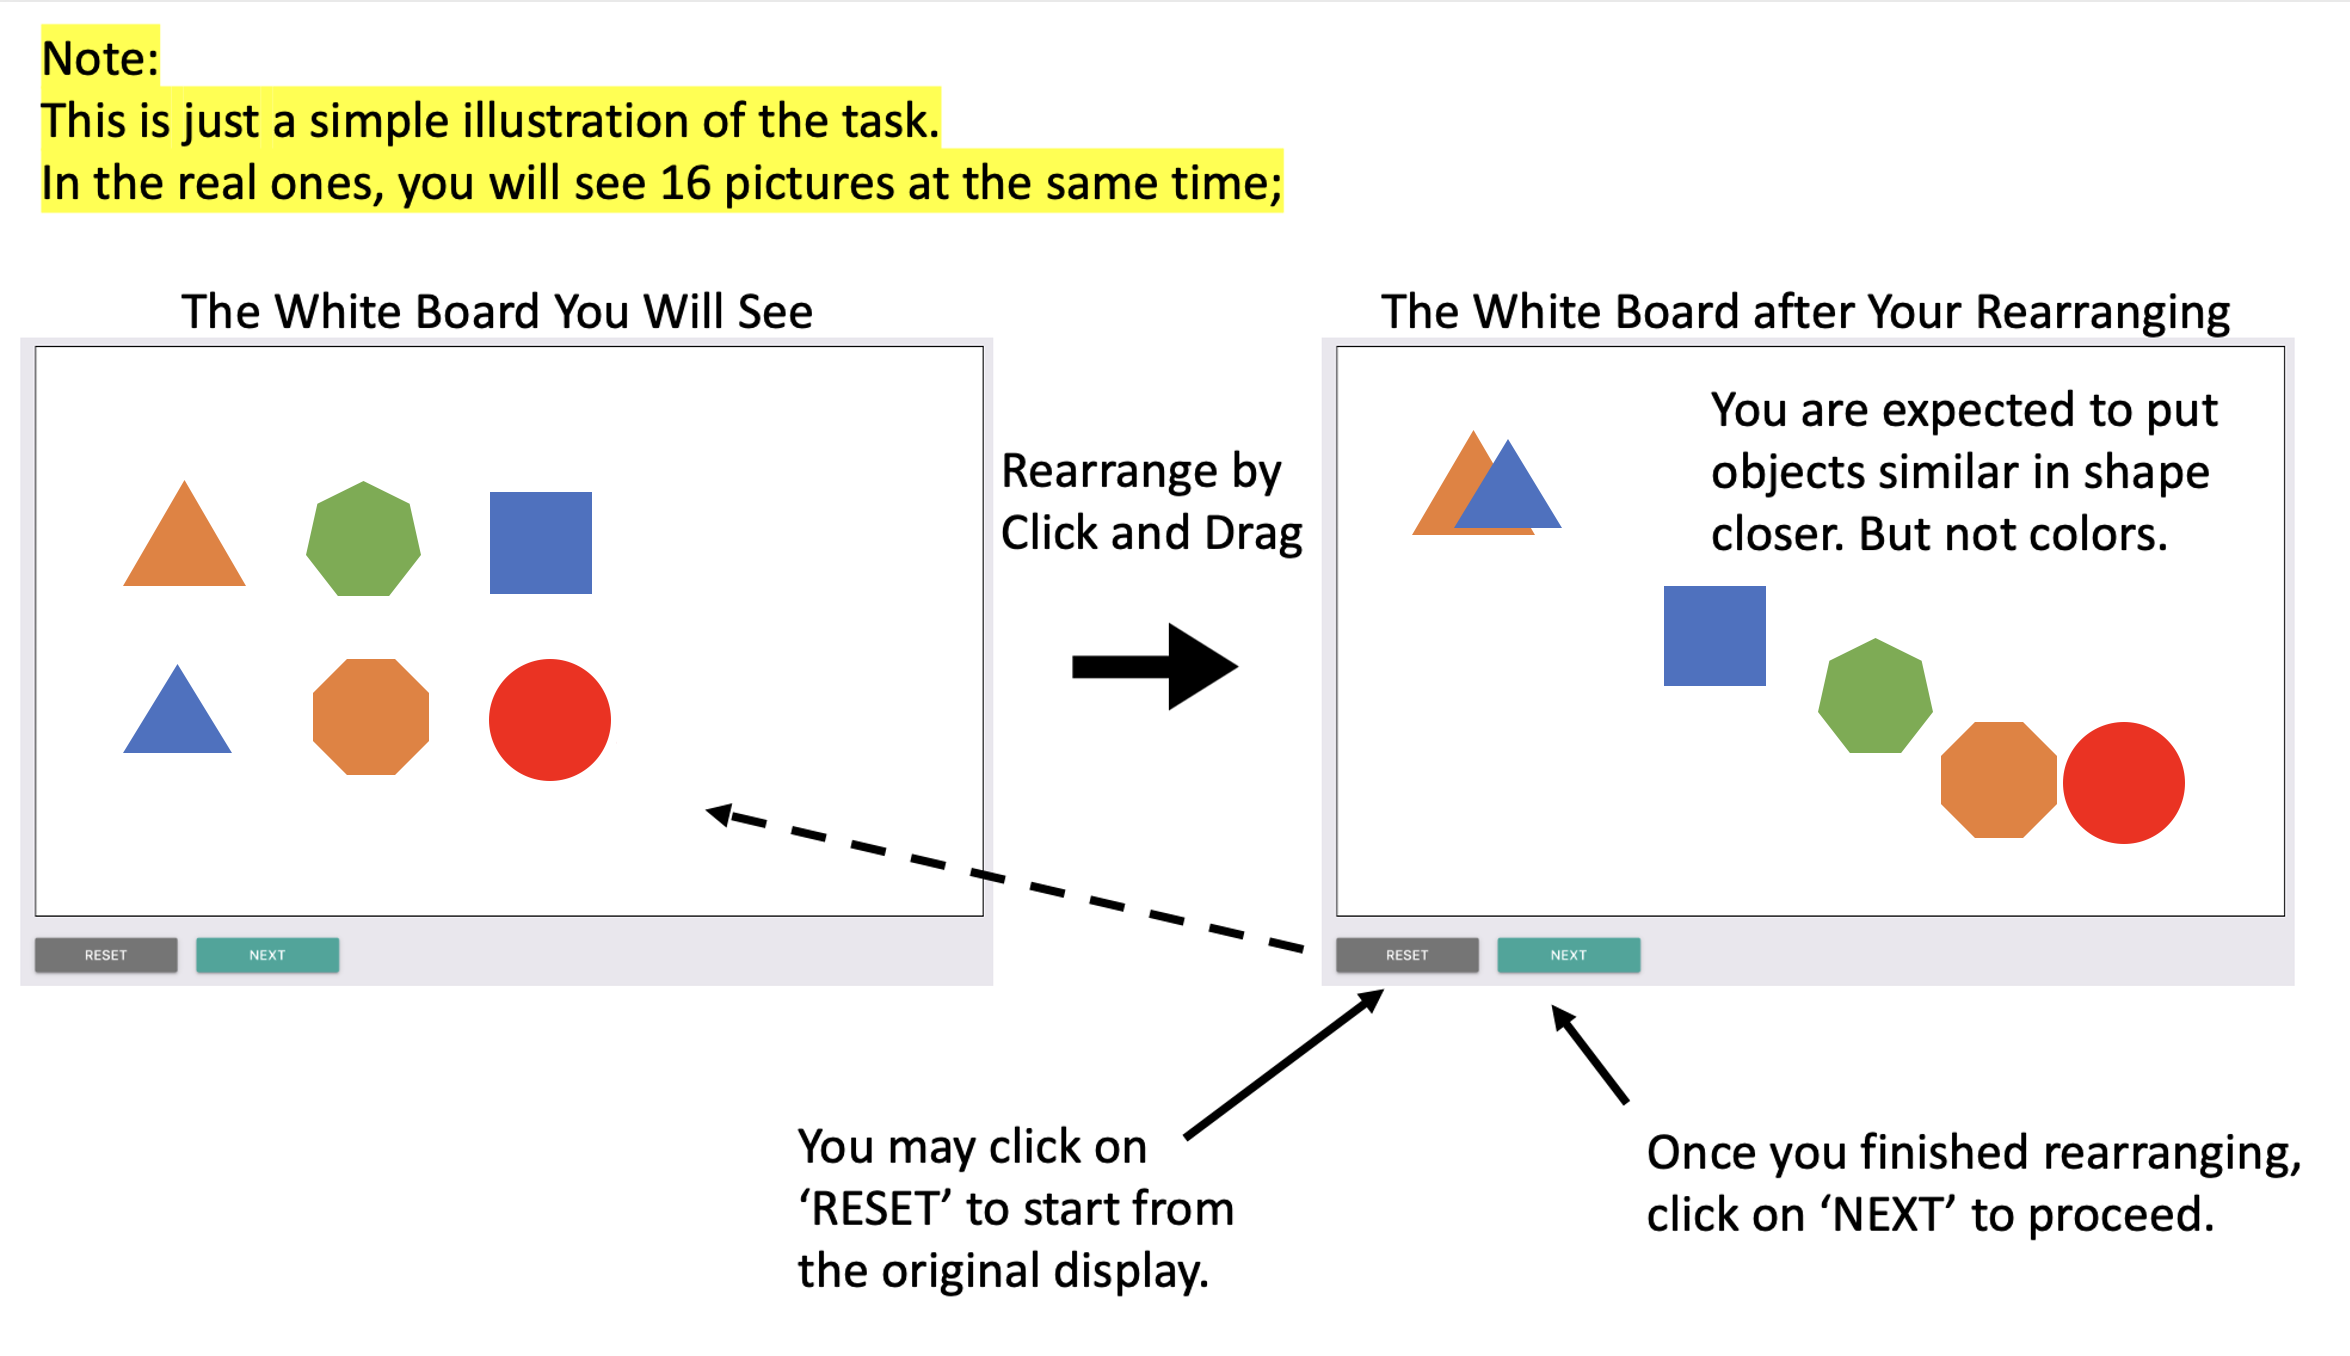 Note:
This is just a simple illustration of the task.
In the real ones, you will see 16 pictures at the same time;
The White Board You Will See
The White Board after Your Rearranging
Rearrange by
Click and Drag
You are expected to put
objects similar in shape
closer. But not colors.
RESET
NEXT
RESET
NEXT
You may click on
‘RESET’ to start from
the original display.
Once you finished rearranging,
click on ‘NEXT’ to proceed.